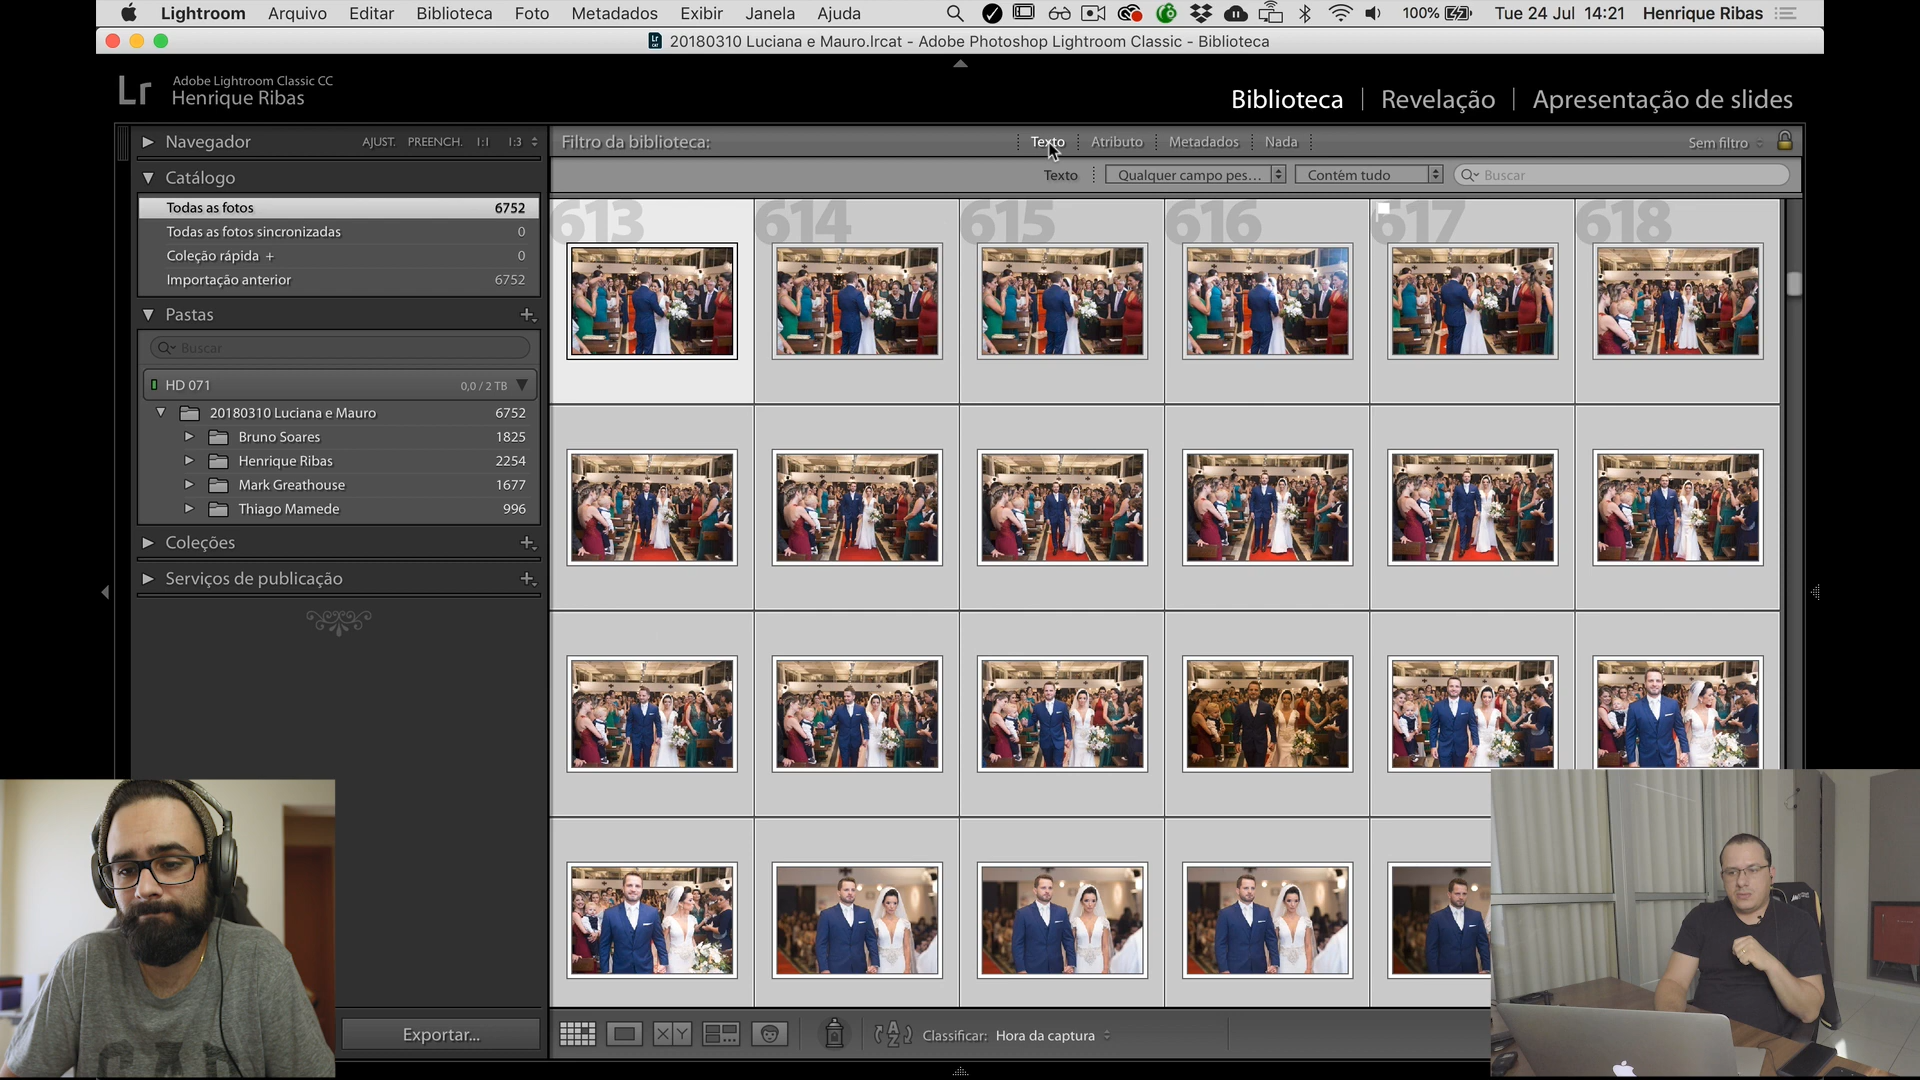 Lightroom Arquivo Editar Biblioteca Foto Metadados Exibir Janela Ajuda 100% Tue 24 Jul 14:21 Henrique Ribas
20180310 Luciana e Mauro.lrcat - Adobe Photoshop Lightroom Classic - Biblioteca
Lr
Adobe Lightroom Classic CC
Henrique Ribas
Biblioteca | Revelação | Apresentação de slides
Navegador AJUST. PREENCH. 1:1 1:3
Catálogo
Todas as fotos 6752
Todas as fotos sincronizadas 0
Coleção rápida + 0
Importação anterior 6752
Pastas
Buscar
HD 071 0,0 / 2 TB
20180310 Luciana e Mauro 6752
Bruno Soares 1825
Henrique Ribas 2254
Mark Greathouse 1677
Thiago Mamede 996
Coleções
Serviços de publicação
Exportar...
Filtro da biblioteca: Texto Atributo Metadados Nada Sem filtro
Texto Qualquer campo pes... Contém tudo Buscar
613 614 615 616 617 618
Classificar: Hora da captura